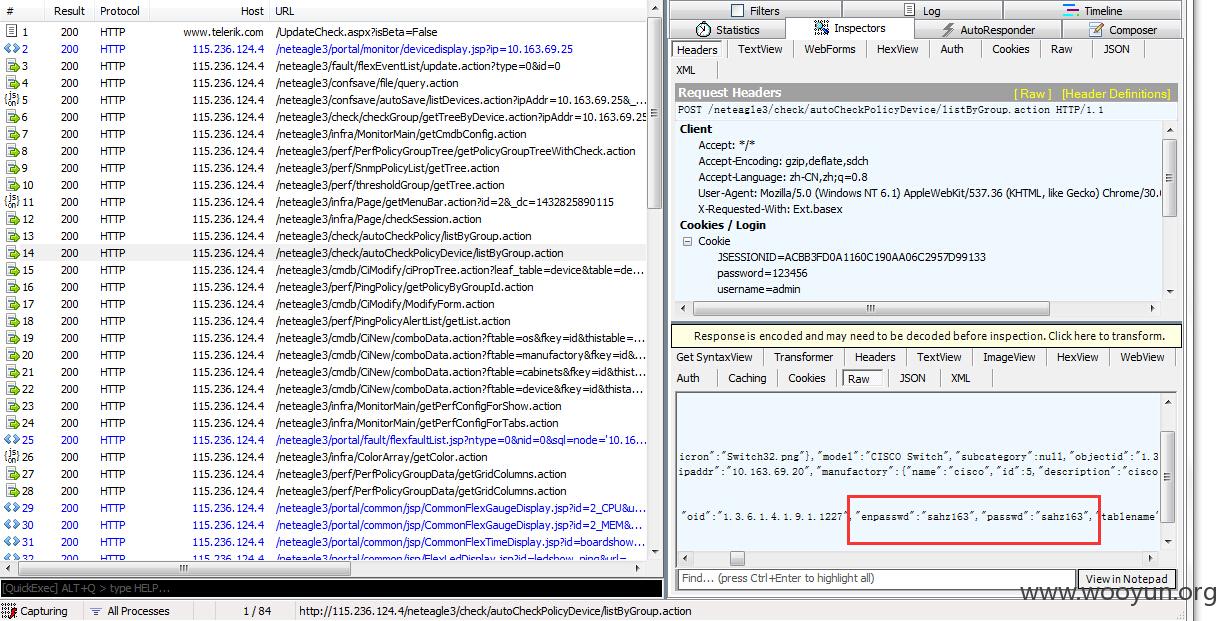 # Result Protocol Host URL
1 200 HTTP www.telerik.com /UpdateCheck.aspx?isBeta=False
2 200 HTTP 115.236.124.4 /neteagle3/portal/monitor/devicedisplay.jsp?ip=10.163.69.25
3 200 HTTP 115.236.124.4 /neteagle3/fault/flexEventList/update.action?type=0&id=0
4 200 HTTP 115.236.124.4 /neteagle3/confsave/file/query.action
5 200 HTTP 115.236.124.4 /neteagle3/confsave/autoSave/listDevices.action?ipAddr=10.163.69.25&_...
6 200 HTTP 115.236.124.4 /neteagle3/check/checkGroup/getTreeByDevice.action?ipAddr=10.163.69.25
7 200 HTTP 115.236.124.4 /neteagle3/infra/MonitorMain/getCmdbConfig.action
8 200 HTTP 115.236.124.4 /neteagle3/perf/PerfPolicyGroupTree/getPolicyGroupTreeWithCheck.action
9 200 HTTP 115.236.124.4 /neteagle3/perf/SnmpPolicyList/getTree.action
10 200 HTTP 115.236.124.4 /neteagle3/perf/thresholdGroup/getTree.action
11 200 HTTP 115.236.124.4 /neteagle3/infra/Page/getMenuBar.action?id=2&_dc=1432825890115
12 200 HTTP 115.236.124.4 /neteagle3/infra/Page/checkSession.action
13 200 HTTP 115.236.124.4 /neteagle3/check/autoCheckPolicy/listByGroup.action
14 200 HTTP 115.236.124.4 /neteagle3/check/autoCheckPolicyDevice/listByGroup.action
15 200 HTTP 115.236.124.4 /neteagle3/cmdb/CiModify/ciPropTree.action?leaf_table=device&table=de...
16 200 HTTP 115.236.124.4 /neteagle3/perf/PingPolicy/getPolicyByGroupId.action
17 200 HTTP 115.236.124.4 /neteagle3/cmdb/CiModify/ModifyForm.action
18 200 HTTP 115.236.124.4 /neteagle3/perf/PingPolicyAlertList/getList.action
19 200 HTTP 115.236.124.4 /neteagle3/cmdb/CiNew/comboData.action?ftable=os&fkey=id&thistable=...
20 200 HTTP 115.236.124.4 /neteagle3/cmdb/CiNew/comboData.action?ftable=manufactory&fkey=id&...
21 200 HTTP 115.236.124.4 /neteagle3/cmdb/CiNew/comboData.action?ftable=cabinets&fkey=id&thist...
22 200 HTTP 115.236.124.4 /neteagle3/cmdb/CiNew/comboData.action?ftable=device&fkey=id&thista...
23 200 HTTP 115.236.124.4 /neteagle3/infra/MonitorMain/getPerfConfigForShow.action
24 200 HTTP 115.236.124.4 /neteagle3/infra/MonitorMain/getPerfConfigForTabs.action
25 200 HTTP 115.236.124.4 /neteagle3/portal/fault/flexfaultList.jsp?ntype=0&nid=0&sql=node='10.16...
26 200 HTTP 115.236.124.4 /neteagle3/infra/ColorArray/getColor.action
27 200 HTTP 115.236.124.4 /neteagle3/perf/PerfPolicyGroupData/getGridColumns.action
28 200 HTTP 115.236.124.4 /neteagle3/perf/PerfPolicyGroupData/getGridColumns.action
29 200 HTTP 115.236.124.4 /neteagle3/portal/common/jsp/CommonFlexGaugeDisplay.jsp?id=2_CPU&u...
30 200 HTTP 115.236.124.4 /neteagle3/portal/common/jsp/CommonFlexGaugeDisplay.jsp?id=2_MEM&...
31 200 HTTP 115.236.124.4 /neteagle3/portal/common/jsp/CommonFlexTimeDisplay.jsp?id=boardshow...
32 200 HTTP 115.236.124.4 /neteagle3/portal/common/jsp/FlexLedDisplay.jsp?id=ledshow_ping&url=
[QuickExec] ALT+Q > type HELP...
Capturing All Processes 1 / 84 http://115.236.124.4/neteagle3/check/autoCheckPolicyDevice/listByGroup.action
Filters Log Timeline
Statistics Inspectors AutoResponder Composer
Headers TextView WebForms HexView Auth Cookies Raw JSON
XML
Request Headers [ Raw ] [Header Definitions]
POST /neteagle3/check/autoCheckPolicyDevice/listByGroup.action HTTP/1.1
Client
Accept: */*
Accept-Encoding: gzip,deflate,sdch
Accept-Language: zh-CN,zh;q=0.8
User-Agent: Mozilla/5.0 (Windows NT 6.1) AppleWebKit/537.36 (KHTML, like Gecko) Chrome/30.
X-Requested-With: Ext.basex
Cookies / Login
Cookie
JSESSIONID=ACBB3FD0A1160C190AA06C2957D99133
password=123456
username=admin
Response is encoded and may need to be decoded before inspection. Click here to transform.
Get SyntaxView Transformer Headers TextView ImageView HexView WebView
Auth Caching Cookies Raw JSON XML
icron":"Switch32.png"},"model":"CISCO Switch","subcategory":null,"objectid":"1.3
ipaddr":"10.163.69.20","manufactory":{"name":"cisco","id":5,"description":"cisco
"oid":"1.3.6.1.4.1.9.1.1227","enpasswd":"sahz163","passwd":"sahz163","tablename"
Find... (press Ctrl+Enter to highlight all) View in Notepad
www.wooyun.org